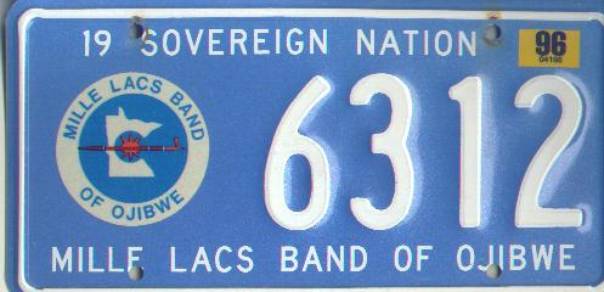 19 SOVEREIGN NATION
96
MILLE LACS BAND
OF OJIBWE
6312
MILLE LACS BAND OF OJIBWE